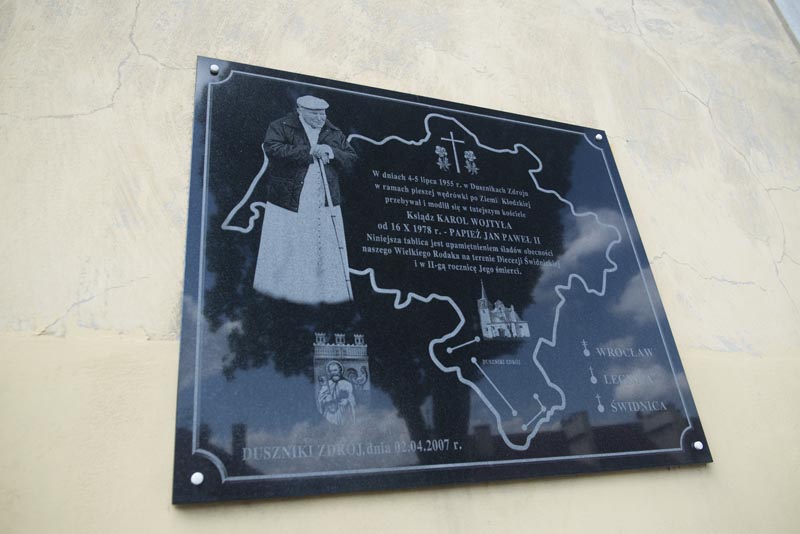 W dniach 4-5 lipca 1955 r. w Dusznikach Zdroju
w ramach pieszej wędrówki po Ziemi Kłodzkiej
przebywał i modlił się w tutejszym kościele
Ksiądz KAROL WOJTYŁA
od 16 X 1978 r. - PAPIEŻ JAN PAWEŁ II
Niniejsza tablica jest upamiętnieniem śladów obecności
naszego Wielkiego Rodaka na terenie Diecezji Świdnickiej
i w II-gą rocznicę Jego śmierci.
DUSZNIKI ZDRÓJ
WROCŁAW
LEGNICA
ŚWIDNICA
DUSZNIKI ZDRÓJ, dnia 02.04.2007 r.